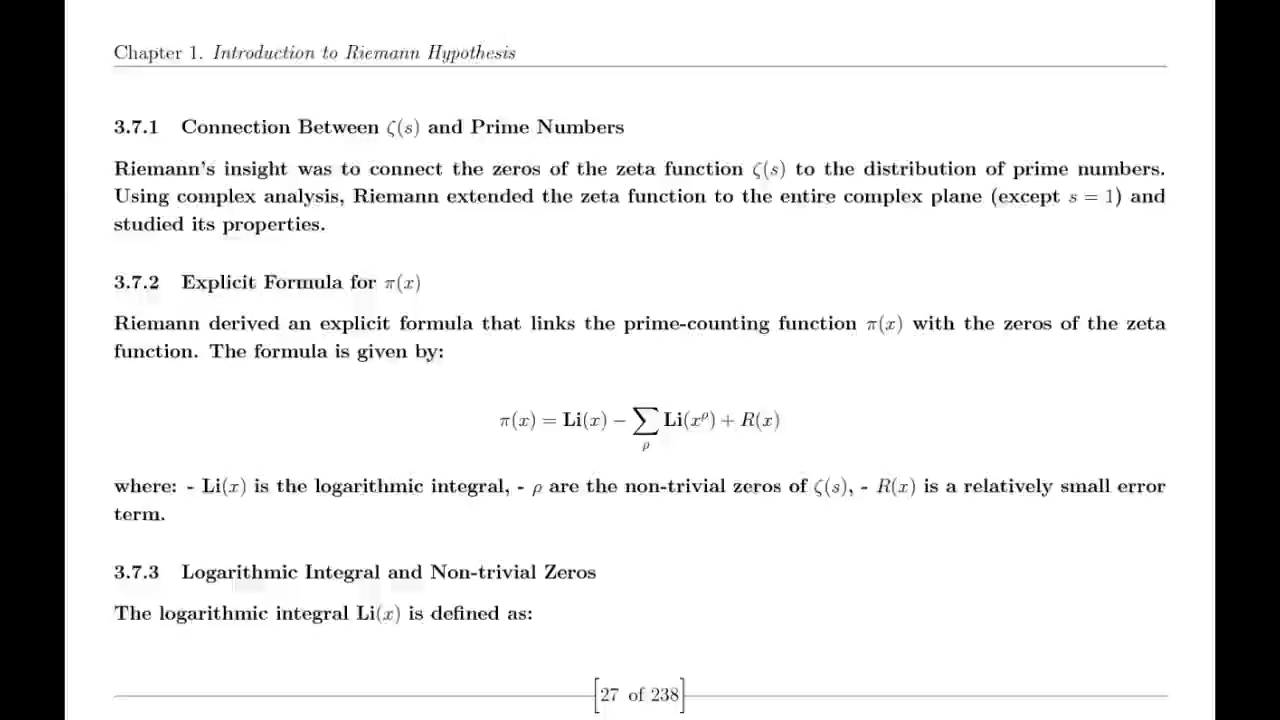 Chapter 1. Introduction to Riemann Hypothesis
3.7.1 Connection Between ζ(s) and Prime Numbers
Riemann's insight was to connect the zeros of the zeta function ζ(s) to the distribution of prime numbers.
Using complex analysis, Riemann extended the zeta function to the entire complex plane (except s = 1) and
studied its properties.
3.7.2 Explicit Formula for π(x)
Riemann derived an explicit formula that links the prime-counting function π(x) with the zeros of the zeta
function. The formula is given by:
π(x) = Li(x) − ∑ρ Li(x^ρ) + R(x)
where: - Li(x) is the logarithmic integral, - ρ are the non-trivial zeros of ζ(s), - R(x) is a relatively small error
term.
3.7.3 Logarithmic Integral and Non-trivial Zeros
The logarithmic integral Li(x) is defined as:
[27 of 238]